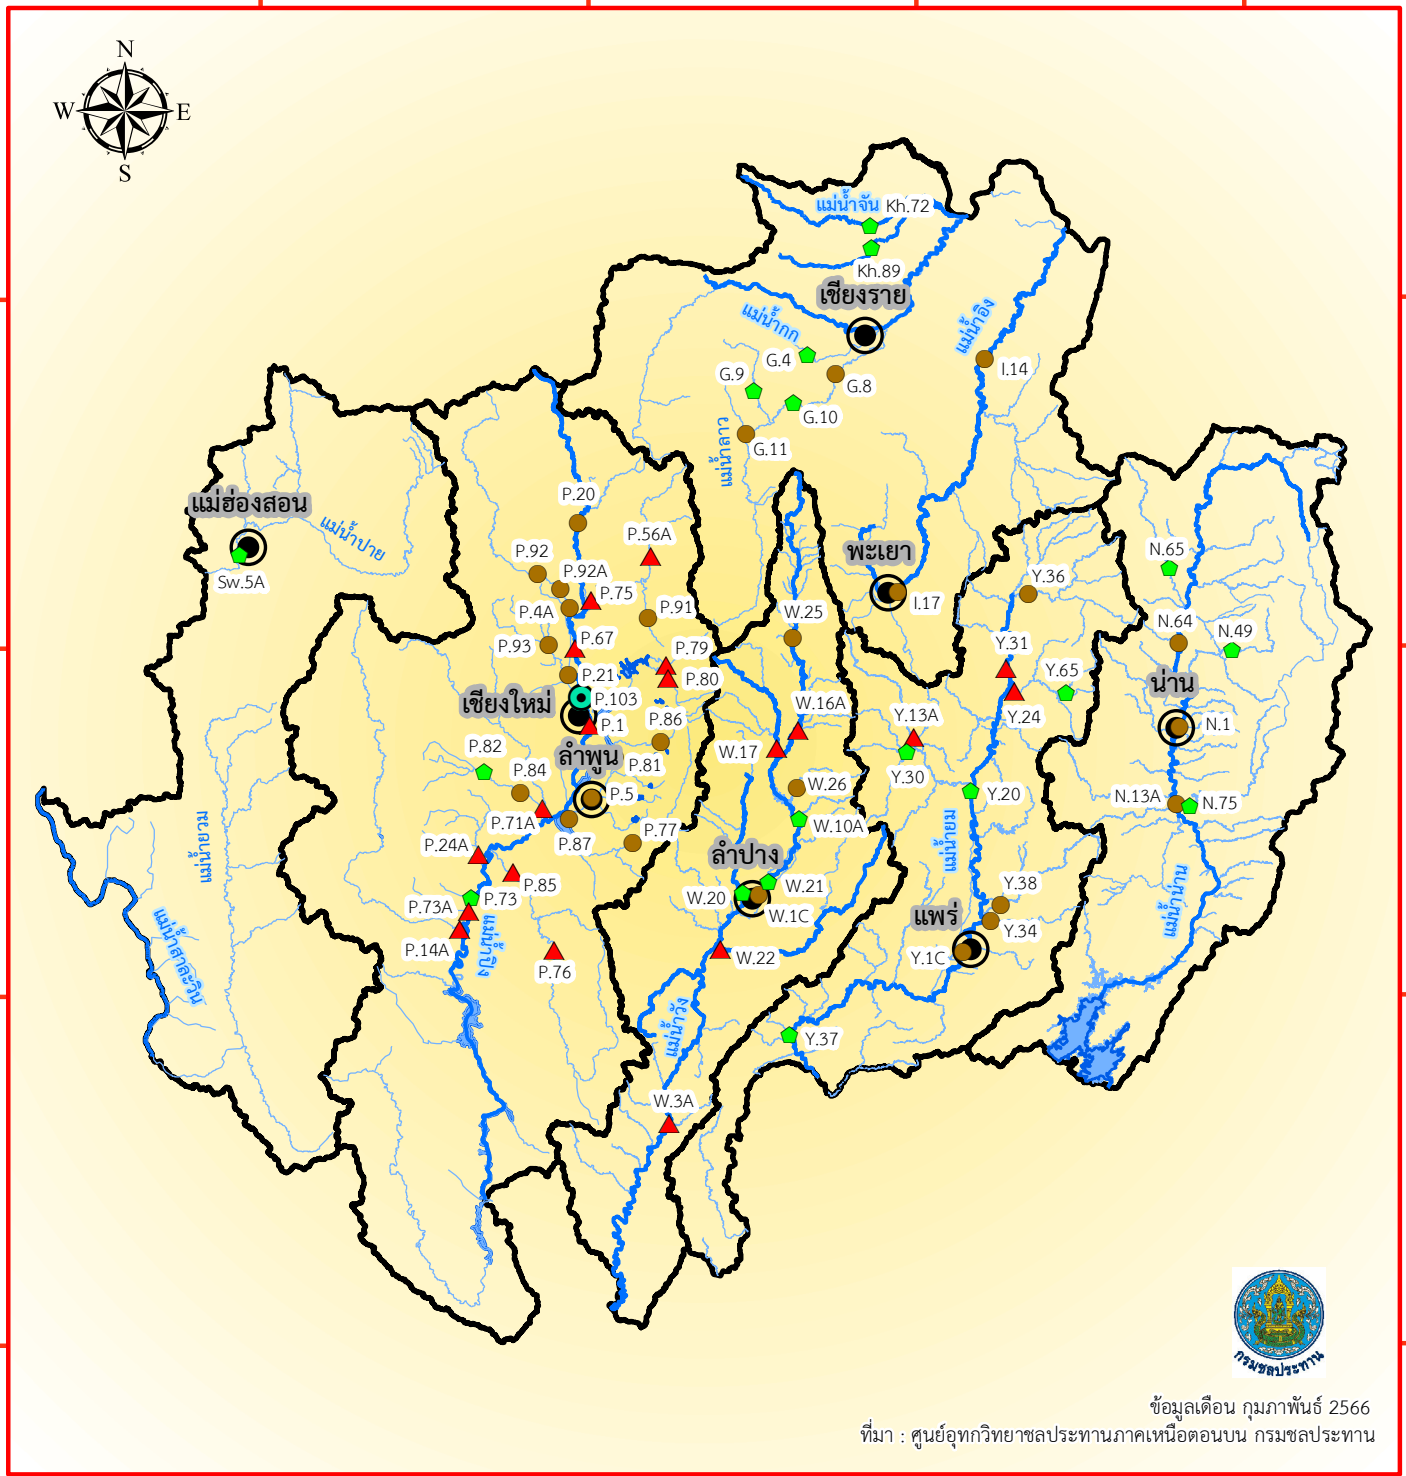 N
W
E
S
แม่น้ำจัน
Kh.72
Kh.89
เชียงราย
แม่น้ำกก
แม่น้ำอิง
G.4
G.8
I.14
G.9
G.10
G.11
แม่น้ำลาว
แม่ฮ่องสอน
แม่น้ำปาย
Sw.5A
P.20
P.56A
P.92
P.92A
P.75
P.4A
P.91
P.67
P.93
P.79
P.21
P.80
เชียงใหม่
P.103
P.1
P.86
ลำพูน
P.82
P.81
P.84
P.5
P.71A
P.87
P.77
P.24A
P.85
P.73A
P.73
P.14A
แม่น้ำปิง
P.76
พะเยา
I.17
W.25
W.16A
W.17
W.26
W.10A
ลำปาง
W.21
W.20
W.1C
W.22
แม่น้ำวัง
W.3A
Y.36
Y.31
Y.65
Y.24
Y.13A
Y.30
Y.20
แม่น้ำยม
Y.38
แพร่
Y.34
Y.1C
Y.37
N.65
N.64
N.49
น่าน
N.1
N.13A
N.75
แม่น้ำน่าน
แม่น้ำยวม
แม่น้ำสาละวิน
กรมชลประทาน
ข้อมูลเดือน กุมภาพันธ์ 2566
ที่มา : ศูนย์อุทกวิทยาชลประทานภาคเหนือตอนบน กรมชลประทาน